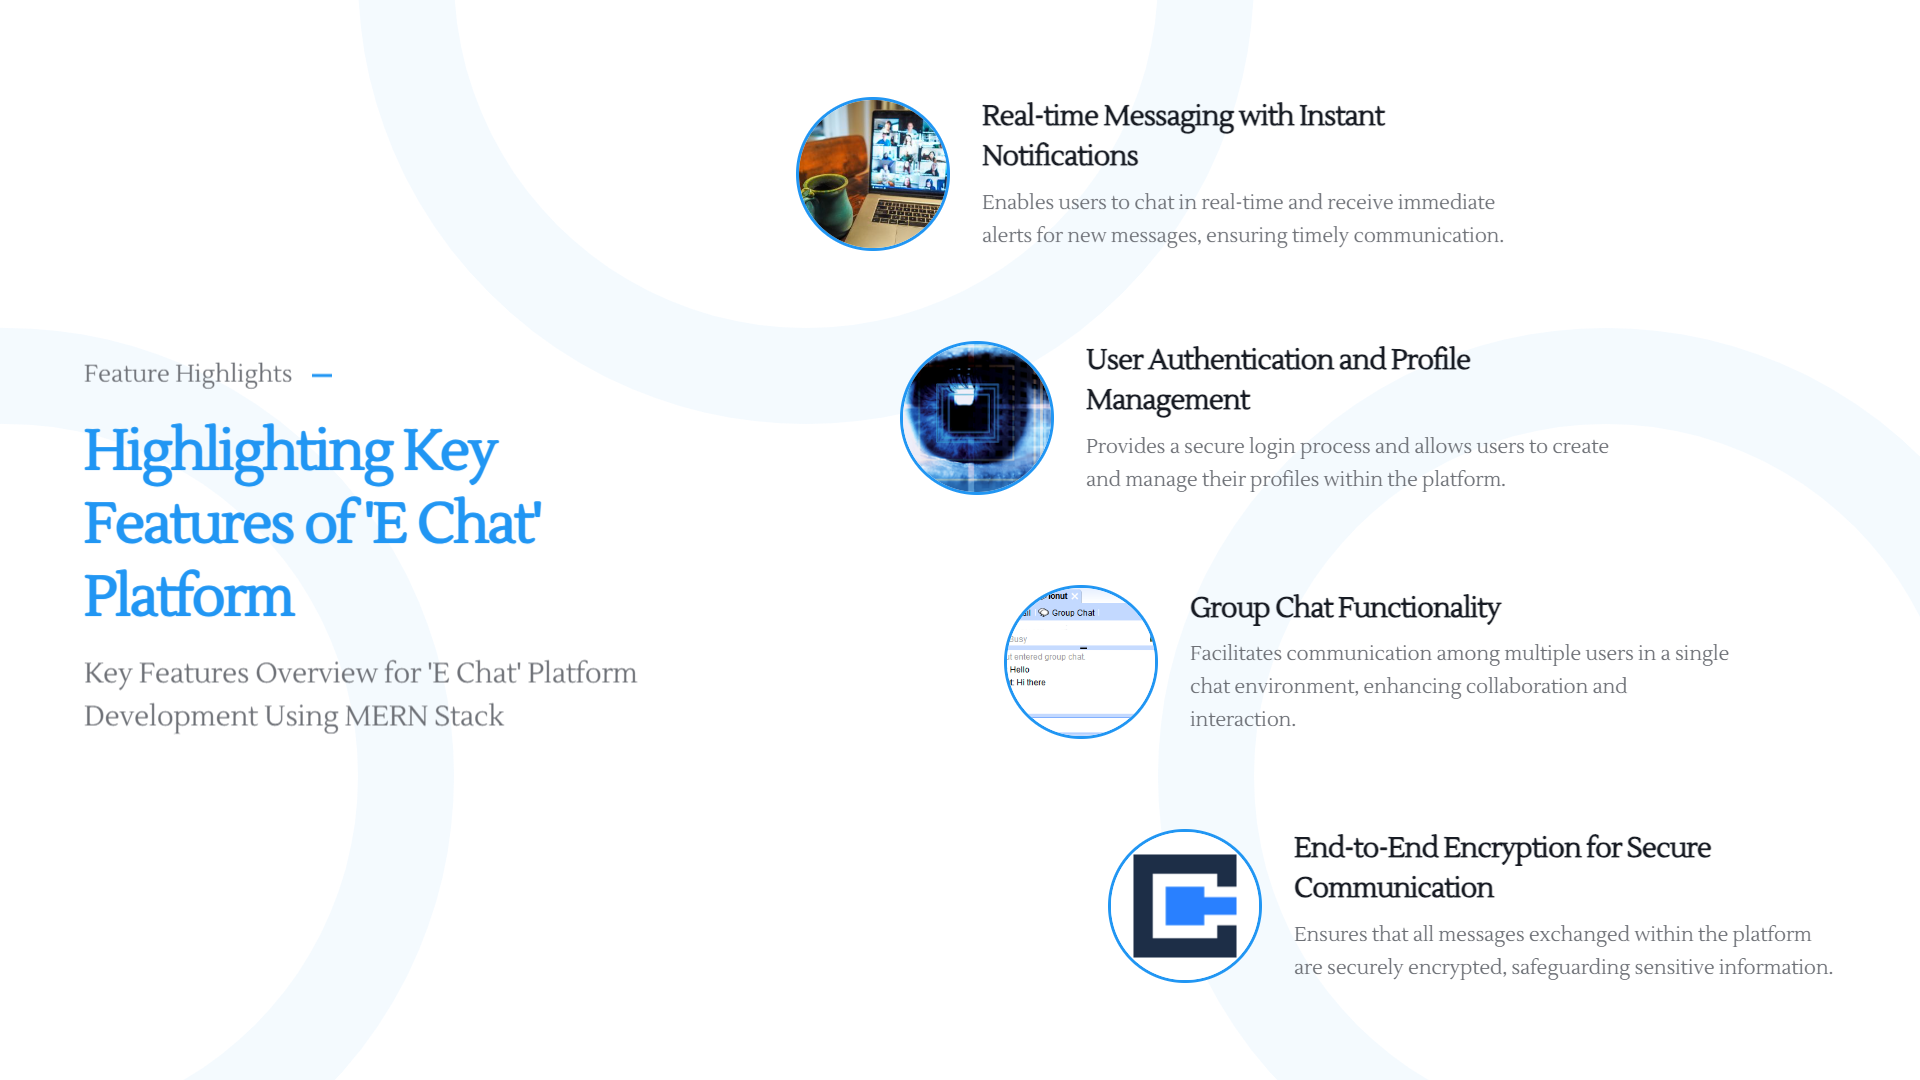 Feature Highlights
Highlighting Key
Features of 'E Chat'
Platform
Key Features Overview for 'E Chat' Platform
Development Using MERN Stack
Real-time Messaging with Instant
Notifications
Enables users to chat in real-time and receive immediate
alerts for new messages, ensuring timely communication.
User Authentication and Profile
Management
Provides a secure login process and allows users to create
and manage their profiles within the platform.
Group Chat
entered group chat.
Hello
Hi there
Group Chat Functionality
Facilitates communication among multiple users in a single
chat environment, enhancing collaboration and
interaction.
End-to-End Encryption for Secure
Communication
Ensures that all messages exchanged within the platform
are securely encrypted, safeguarding sensitive information.